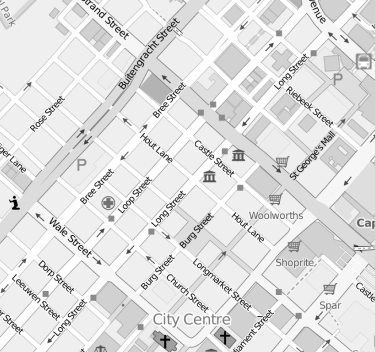 Park
Strand Street
Buitengracht Street
Long Street
Riebeek Street
P
Bree Street
Rose Street
Hout Lane
Castle Street
St George's Mall
P
Bree Street
Loop Street
Long Street
Burg Street
Hout Lane
Woolworths
Wale Street
Shoprite
Dorp Street
Leeuwen Street
Long Street
Burg Street
Church Street
Longmarket Street
Spar
City Centre